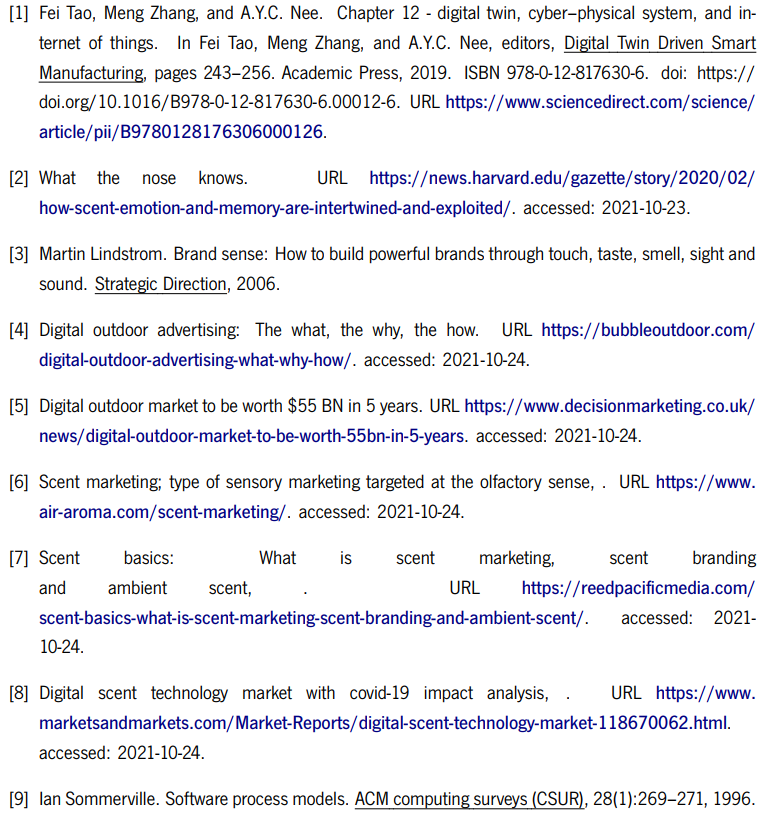 [1] Fei Tao, Meng Zhang, and A.Y.C. Nee. Chapter 12 - digital twin, cyber–physical system, and in-
ternet of things. In Fei Tao, Meng Zhang, and A.Y.C. Nee, editors, Digital Twin Driven Smart
Manufacturing, pages 243–256. Academic Press, 2019. ISBN 978-0-12-817630-6. doi: https://
doi.org/10.1016/B978-0-12-817630-6.00012-6. URL https://www.sciencedirect.com/science/
article/pii/B9780128176306000126.
[2] What the nose knows. URL https://news.harvard.edu/gazette/story/2020/02/
how-scent-emotion-and-memory-are-intertwined-and-exploited/. accessed: 2021-10-23.
[3] Martin Lindstrom. Brand sense: How to build powerful brands through touch, taste, smell, sight and
sound. Strategic Direction, 2006.
[4] Digital outdoor advertising: The what, the why, the how. URL https://bubbleoutdoor.com/
digital-outdoor-advertising-what-why-how/. accessed: 2021-10-24.
[5] Digital outdoor market to be worth $55 BN in 5 years. URL https://www.decisionmarketing.co.uk/
news/digital-outdoor-market-to-be-worth-55bn-in-5-years. accessed: 2021-10-24.
[6] Scent marketing; type of sensory marketing targeted at the olfactory sense, . URL https://www.
air-aroma.com/scent-marketing/. accessed: 2021-10-24.
[7] Scent basics: What is scent marketing, scent branding
and ambient scent, . URL https://reedpacificmedia.com/
scent-basics-what-is-scent-marketing-scent-branding-and-ambient-scent/. accessed: 2021-
10-24.
[8] Digital scent technology market with covid-19 impact analysis, . URL https://www.
marketsandmarkets.com/Market-Reports/digital-scent-technology-market-118670062.html.
accessed: 2021-10-24.
[9] Ian Sommerville. Software process models. ACM computing surveys (CSUR), 28(1):269–271, 1996.